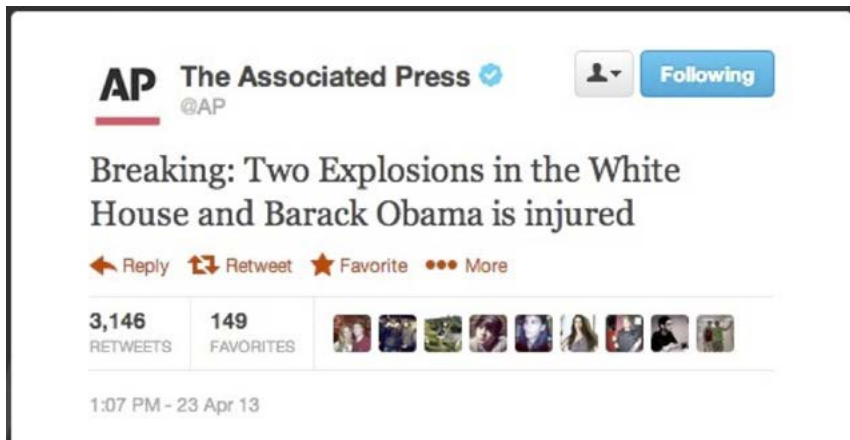 AP The Associated Press
Following
@AP
Breaking: Two Explosions in the White
House and Barack Obama is injured
Reply Retweet Favorite More
3,146 149
RETWEETS FAVORITES
1:07 PM - 23 Apr 13